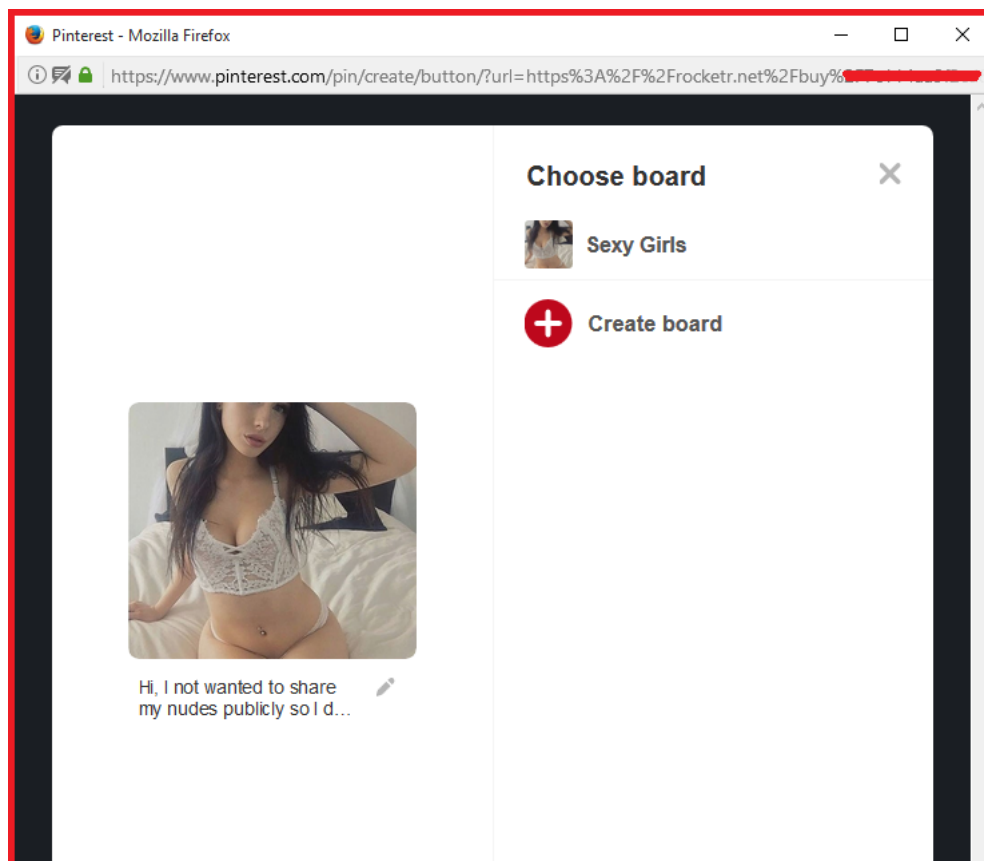 Pinterest - Mozilla Firefox
https://www.pinterest.com/pin/create/button/?url=https%3A%2F%2Frocketr.net%2Fbuy%
Choose board
Sexy Girls
Create board
Hi, I not wanted to share
my nudes publicly so I d...